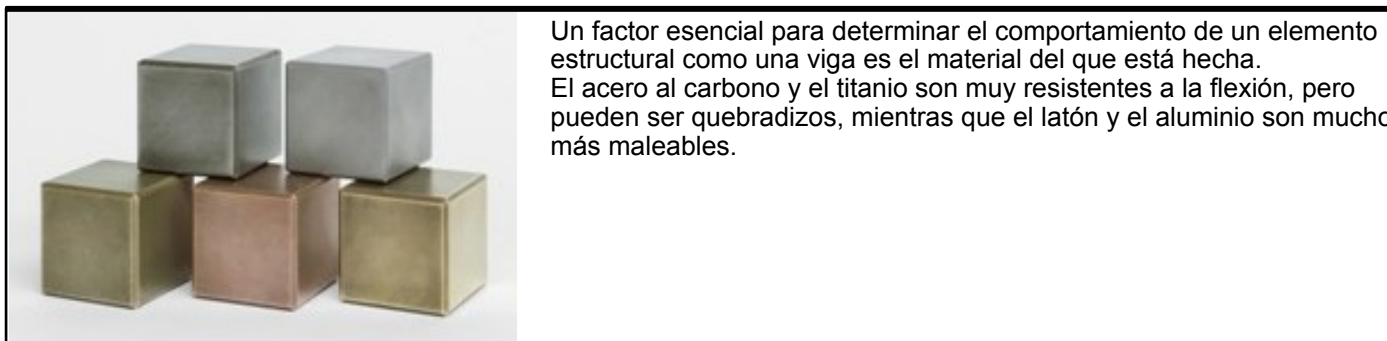 Un factor esencial para determinar el comportamiento de un elemento
estructural como una viga es el material del que está hecha.
El acero al carbono y el titanio son muy resistentes a la flexión, pero
pueden ser quebradizos, mientras que el latón y el aluminio son mucho
más maleables.